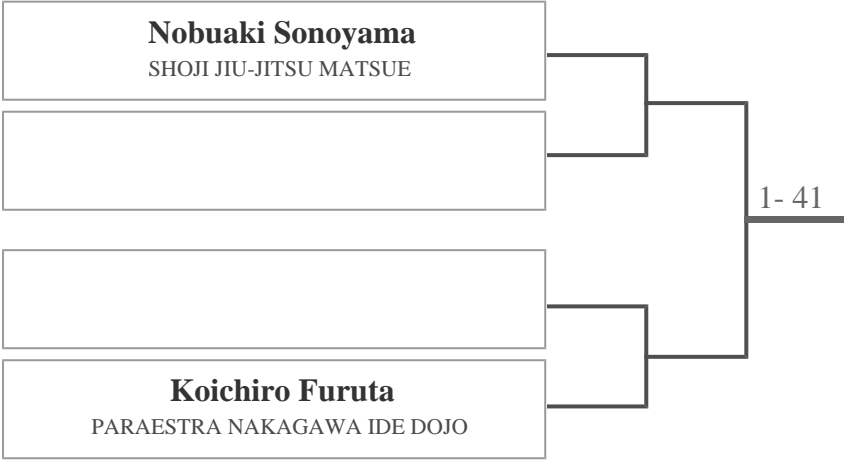 Nobuaki Sonoyama
SHOJI JIU-JITSU MATSUE
1- 41
Koichiro Furuta
PARAESTRA NAKAGAWA IDE DOJO